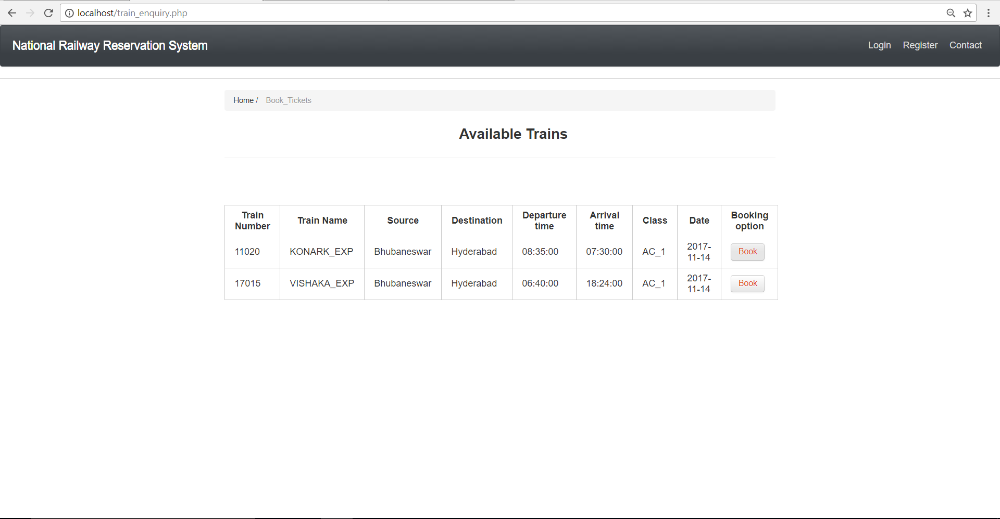 localhost/train_enquiry.php
National Railway Reservation System
Login Register Contact
Home / Book_Tickets
Available Trains
Train Number Train Name Source Destination Departure time Arrival time Class Date Booking option
11020 KONARK_EXP Bhubaneswar Hyderabad 08:35:00 07:30:00 AC_1 2017-11-14 Book
17015 VISHAKA_EXP Bhubaneswar Hyderabad 06:40:00 18:24:00 AC_1 2017-11-14 Book